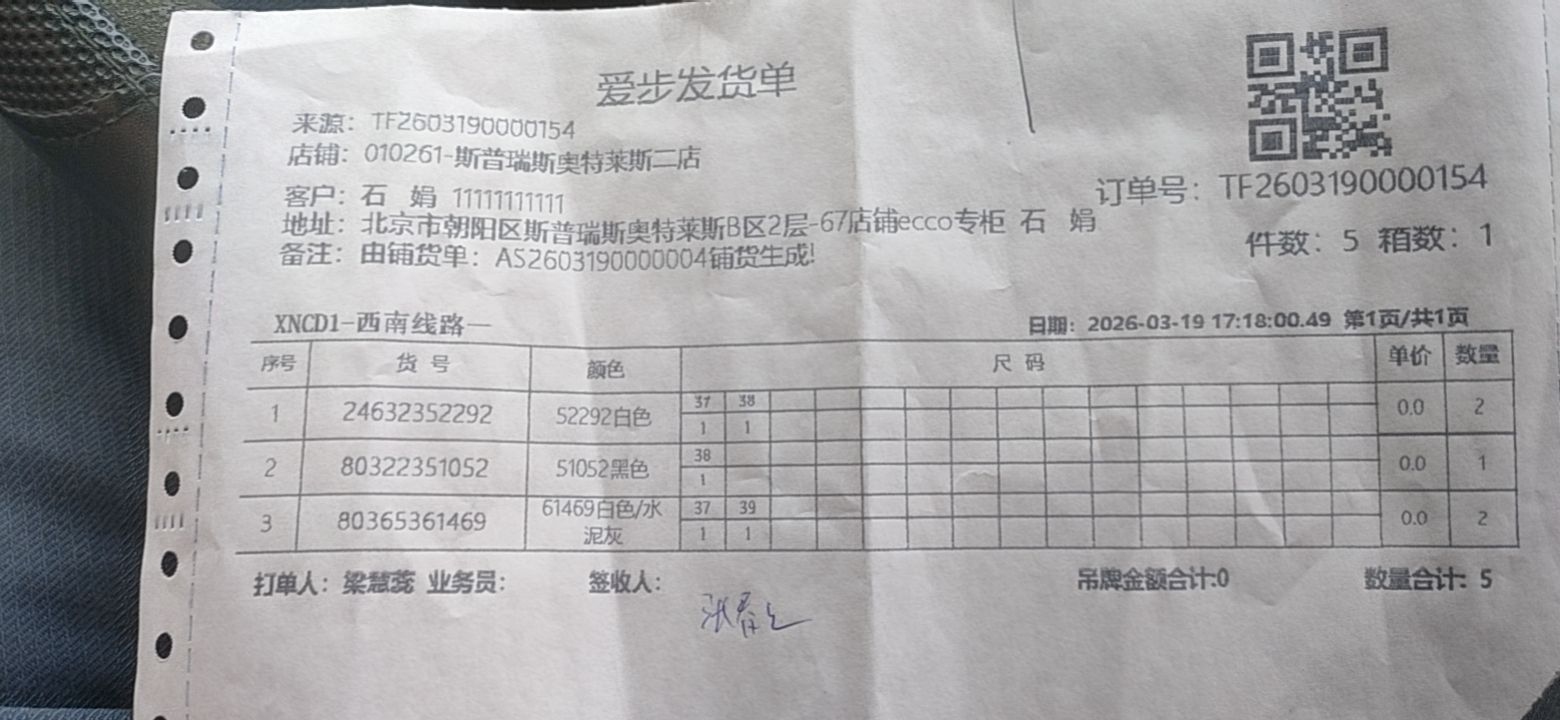 爱步发货单
来源：TF2603190000154
店铺：010261-斯普瑞斯奥特莱斯二店
客户：石 娟 11111111111
订单号：TF2603190000154
地址：北京市朝阳区斯普瑞斯奥特莱斯B区2层-67店铺ecco专柜 石 娟
件数：5 箱数：1
备注：由铺货单：AS2603190000004铺货生成!
XNCD1-西南线路一
日期：2026-03-19 17:18:00.49 第1页/共1页
序号 货 号 颜色 尺 码 单价 数量
37 38
1 24632352292 52292白色 0.0 2
1 1
38
2 80322351052 51052黑色 0.0 1
1
37 39
3 80365361469 61469白色/水泥灰 0.0 2
1 1
打单人：梁慧蕊 业务员： 签收人： 吊牌金额合计:0 数量合计：5